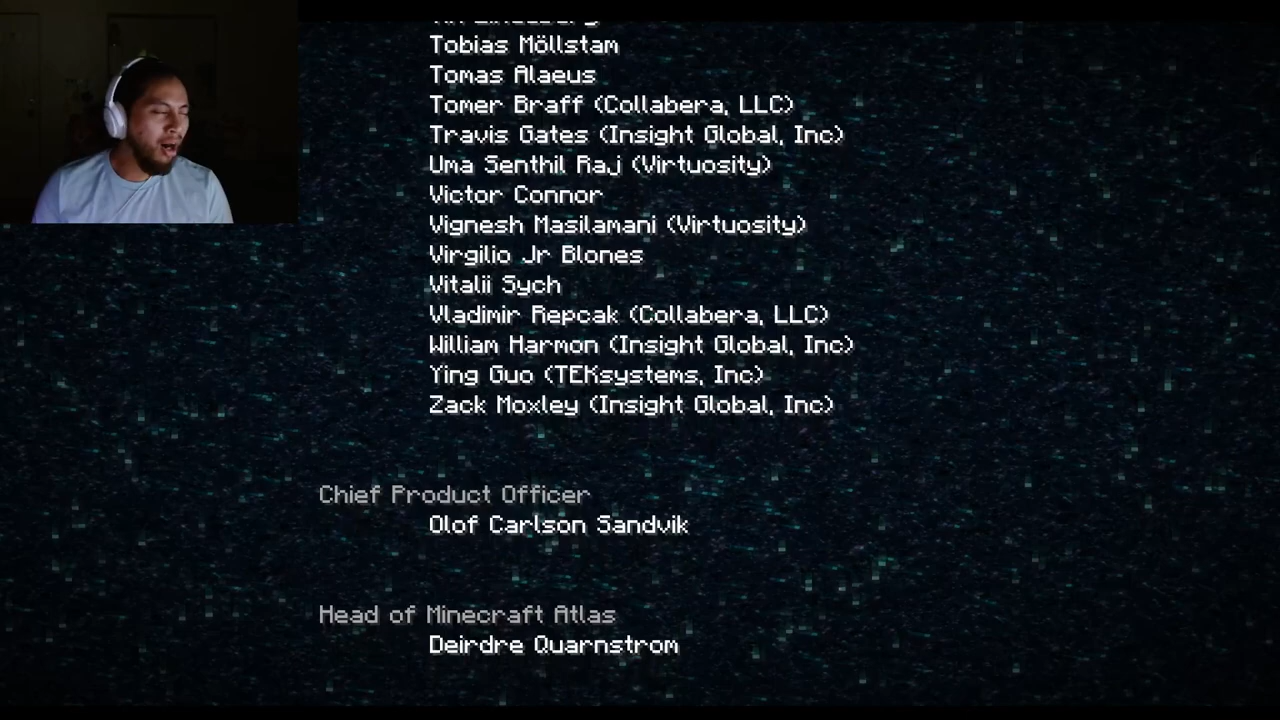 Tobias Möllstam
Tomas Alaeus
Tomer Braff (Collabera, LLC)
Travis Gates (Insight Global, Inc)
Uma Senthil Raj (Virtuosity)
Victor Connor
Vignesh Masilamani (Virtuosity)
Virgilio Jr Blones
Vitalii Sych
Vladimir Repcak (Collabera, LLC)
William Harmon (Insight Global, Inc)
Ying Guo (TEKsystems, Inc)
Zack Moxley (Insight Global, Inc)
Chief Product Officer
Olof Carlson Sandvik
Head of Minecraft Atlas
Deirdre Quarnstrom